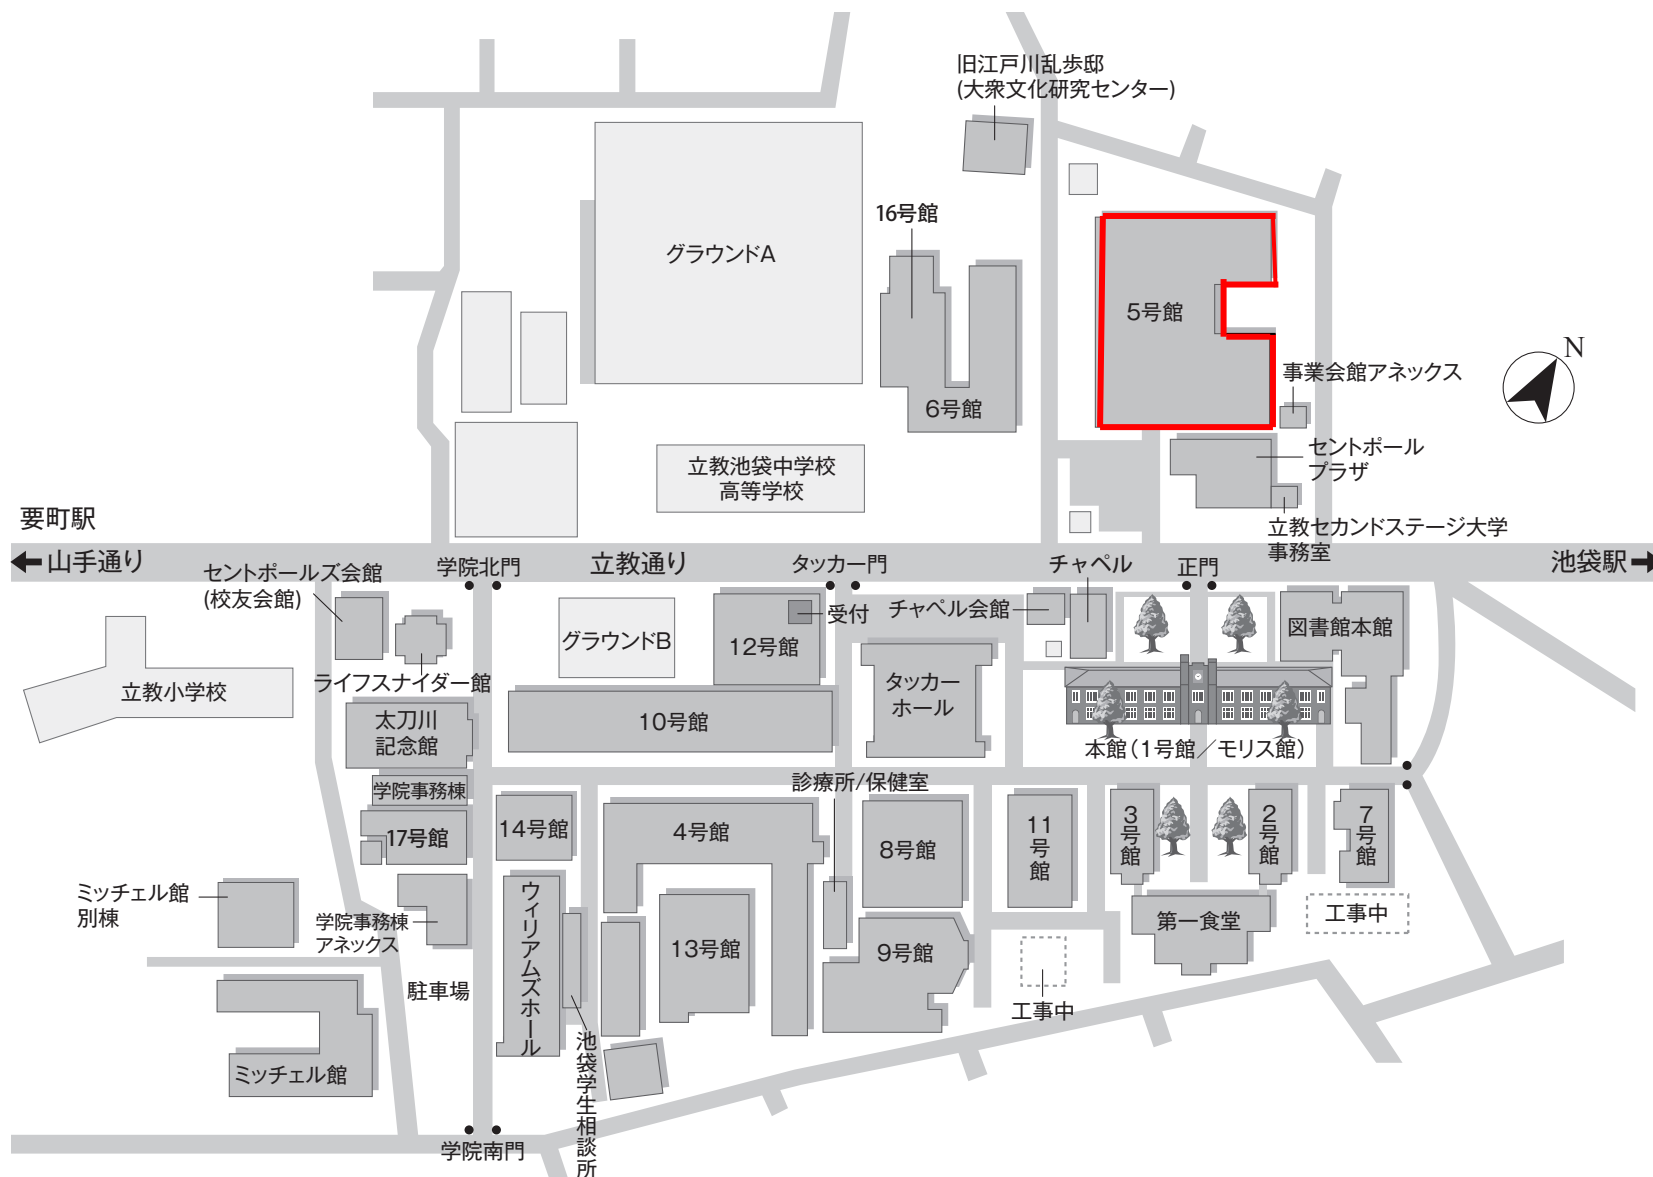 旧江戸川乱歩邸
(大衆文化研究センター)
16号館
グラウンドA
5号館
N
事業会館アネックス
6号館
セントポール
プラザ
立教池袋中学校
高等学校
要町駅
立教セカンドステージ大学
事務室
山手通り
学院北門
立教通り
タッカー門
チャペル
正門
池袋駅
セントポールズ会館
(校友会館)
グラウンドB
12号館
受付
チャペル会館
図書館本館
ライフスナイダー館
立教小学校
タッカー
ホール
太刀川
記念館
10号館
本館(1号館/モリス館)
診療所/保健室
学院事務棟
17号館
14号館
4号館
8号館
11号館
3号館
2号館
7号館
ミッチェル館
別棟
学院事務棟
アネックス
ウィリアムズホール
13号館
9号館
第一食堂
工事中
駐車場
工事中
ミッチェル館
池袋学生相談所
学院南門